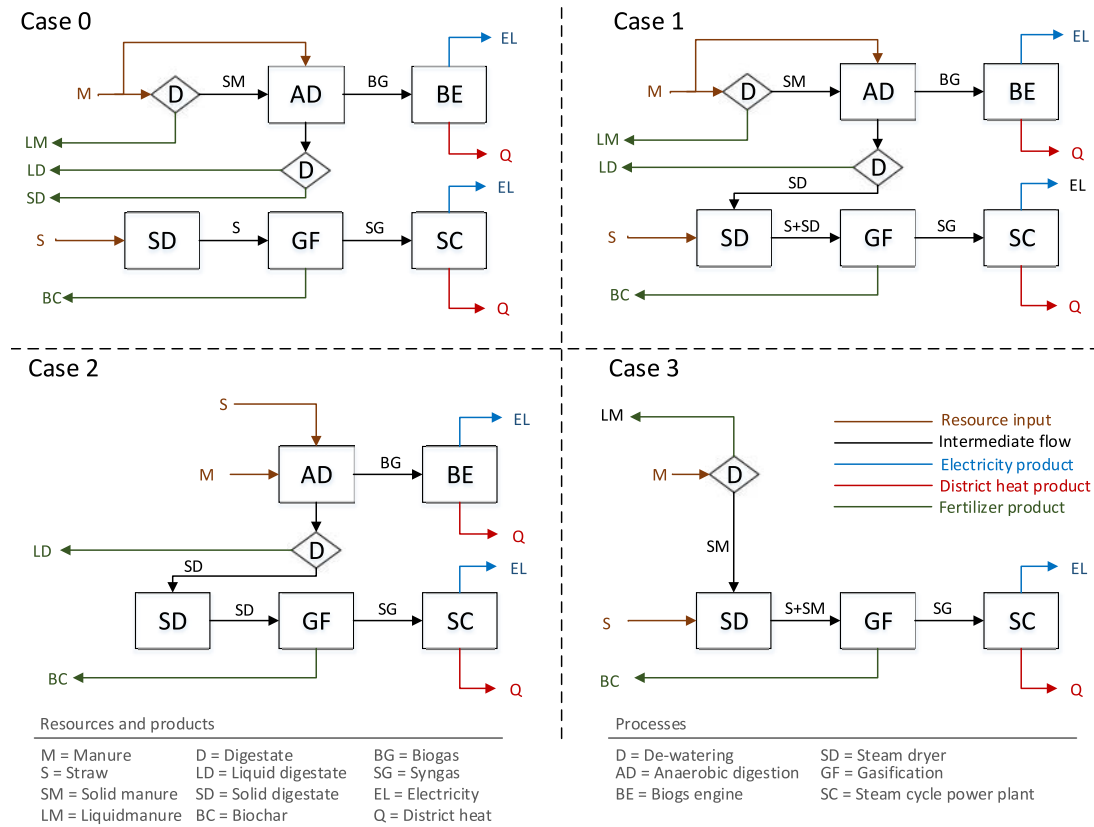 Case 0
EL
M
D
SM
AD
BG
BE
LM
Q
LD
D
SD
EL
S
SD
S
GF
SG
SC
BC
Q
Case 1
EL
M
D
SM
AD
BG
BE
LM
Q
LD
D
SD
EL
S
SD
S+SD
GF
SG
SC
BC
Q
Case 2
S
EL
M
AD
BG
BE
Q
LD
D
SD
EL
SD
SD
GF
SG
SC
BC
Q
Case 3
LM
M
D
Resource input
Intermediate flow
Electricity product
District heat product
Fertilizer product
SM
EL
S
SD
S+SM
GF
SG
SC
BC
Q
Resources and products
M = Manure D = Digestate BG = Biogas
S = Straw LD = Liquid digestate SG = Syngas
SM = Solid manure SD = Solid digestate EL = Electricity
LM = Liquidmanure BC = Biochar Q = District heat
Processes
D = De-watering SD = Steam dryer
AD = Anaerobic digestion GF = Gasification
BE = Biogs engine SC = Steam cycle power plant